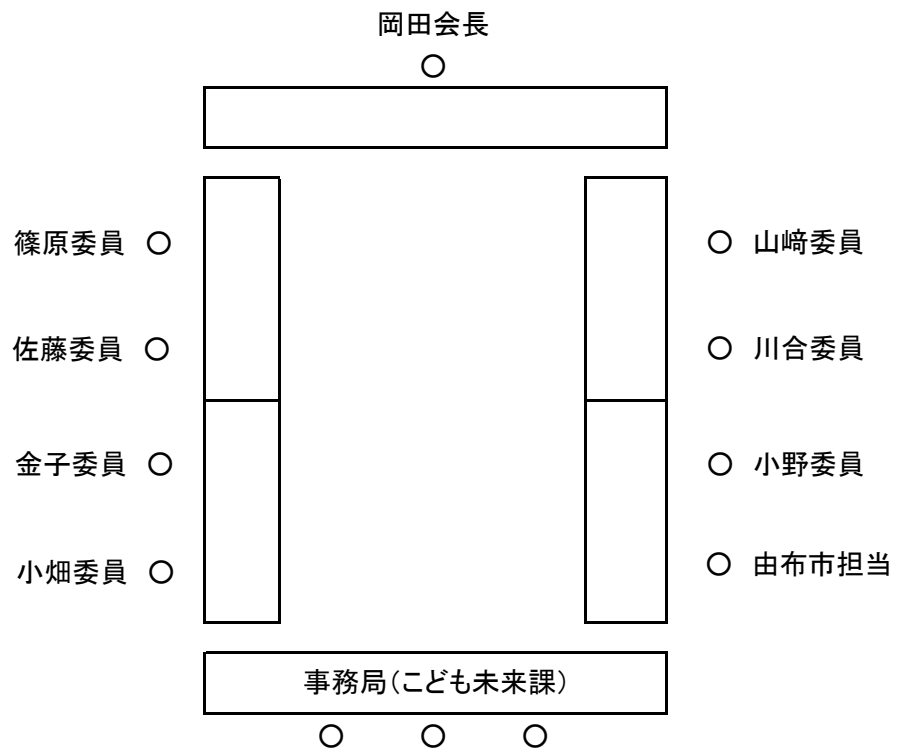 岡田会長
篠原委員 山﨑委員
佐藤委員 川合委員
金子委員 小野委員
小畑委員 由布市担当
事務局（こども未来課）